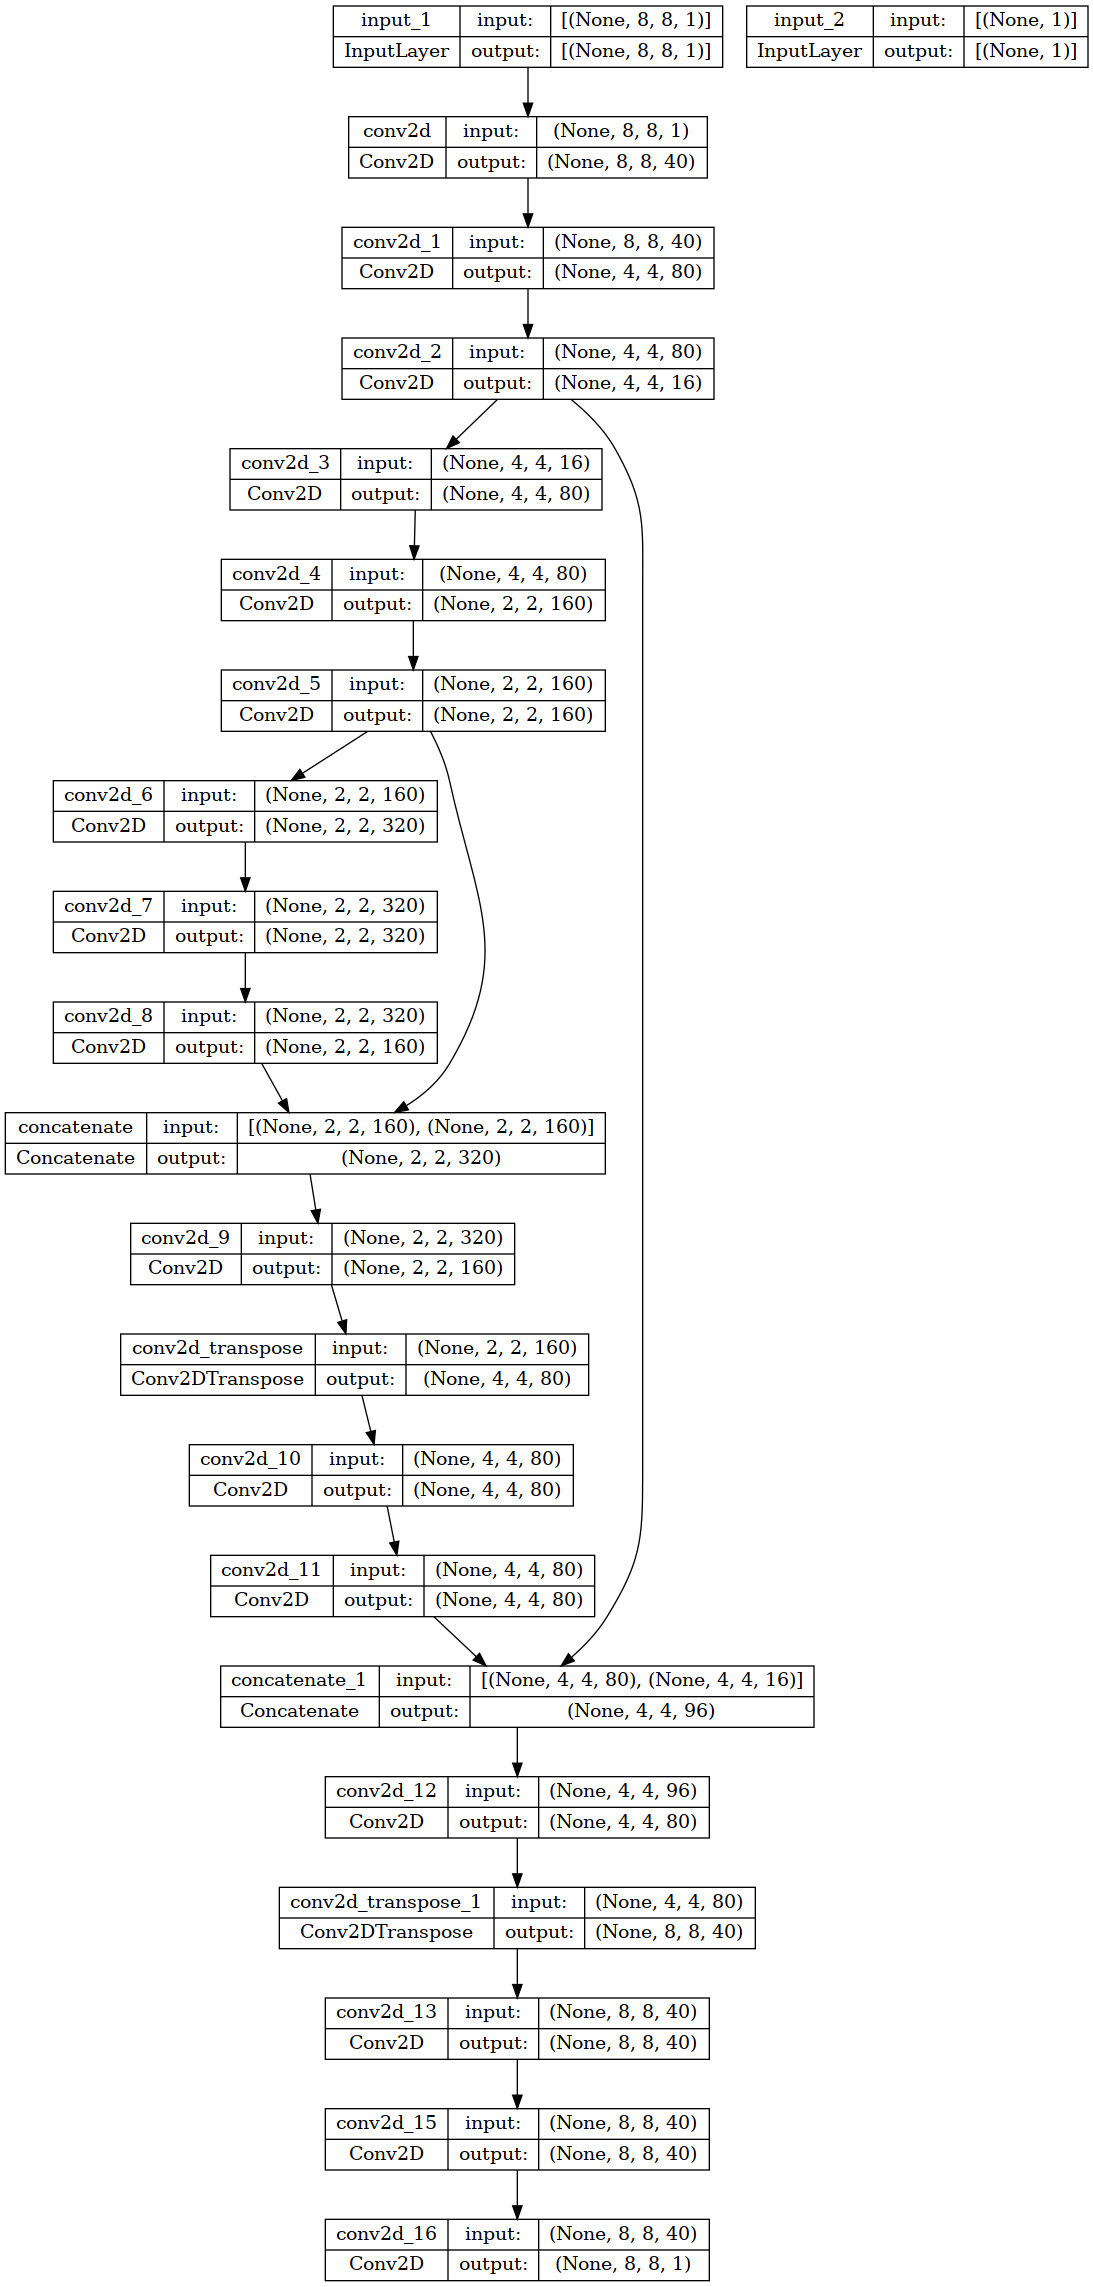 input_1 input: [(None, 8, 8, 1)]
InputLayer output: [(None, 8, 8, 1)]
input_2 input: [(None, 1)]
InputLayer output: [(None, 1)]
conv2d input: (None, 8, 8, 1)
Conv2D output: (None, 8, 8, 40)
conv2d_1 input: (None, 8, 8, 40)
Conv2D output: (None, 4, 4, 80)
conv2d_2 input: (None, 4, 4, 80)
Conv2D output: (None, 4, 4, 16)
conv2d_3 input: (None, 4, 4, 16)
Conv2D output: (None, 4, 4, 80)
conv2d_4 input: (None, 4, 4, 80)
Conv2D output: (None, 2, 2, 160)
conv2d_5 input: (None, 2, 2, 160)
Conv2D output: (None, 2, 2, 160)
conv2d_6 input: (None, 2, 2, 160)
Conv2D output: (None, 2, 2, 320)
conv2d_7 input: (None, 2, 2, 320)
Conv2D output: (None, 2, 2, 320)
conv2d_8 input: (None, 2, 2, 320)
Conv2D output: (None, 2, 2, 160)
concatenate input: [(None, 2, 2, 160), (None, 2, 2, 160)]
Concatenate output: (None, 2, 2, 320)
conv2d_9 input: (None, 2, 2, 320)
Conv2D output: (None, 2, 2, 160)
conv2d_transpose input: (None, 2, 2, 160)
Conv2DTranspose output: (None, 4, 4, 80)
conv2d_10 input: (None, 4, 4, 80)
Conv2D output: (None, 4, 4, 80)
conv2d_11 input: (None, 4, 4, 80)
Conv2D output: (None, 4, 4, 80)
concatenate_1 input: [(None, 4, 4, 80), (None, 4, 4, 16)]
Concatenate output: (None, 4, 4, 96)
conv2d_12 input: (None, 4, 4, 96)
Conv2D output: (None, 4, 4, 80)
conv2d_transpose_1 input: (None, 4, 4, 80)
Conv2DTranspose output: (None, 8, 8, 40)
conv2d_13 input: (None, 8, 8, 40)
Conv2D output: (None, 8, 8, 40)
conv2d_15 input: (None, 8, 8, 40)
Conv2D output: (None, 8, 8, 40)
conv2d_16 input: (None, 8, 8, 40)
Conv2D output: (None, 8, 8, 1)